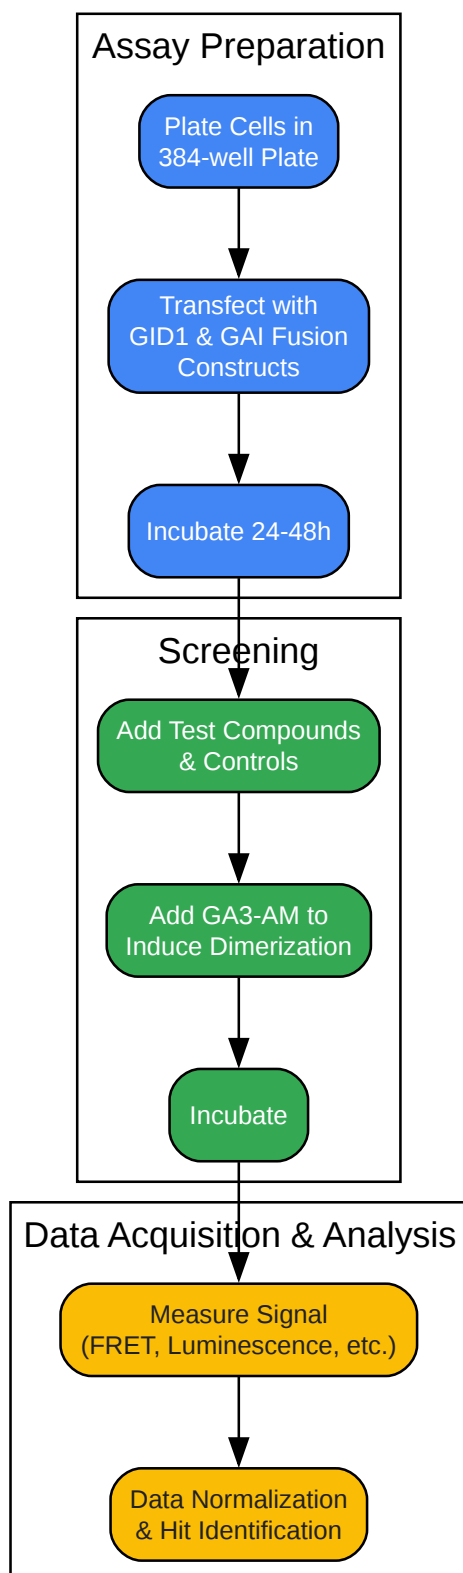 Assay Preparation
Plate Cells in
384-well Plate
Transfect with
GID1 & GAI Fusion
Constructs
Incubate 24-48h
Screening
Add Test Compounds
& Controls
Add GA3-AM to
Induce Dimerization
Incubate
Data Acquisition & Analysis
Measure Signal
(FRET, Luminescence, etc.)
Data Normalization
& Hit Identification